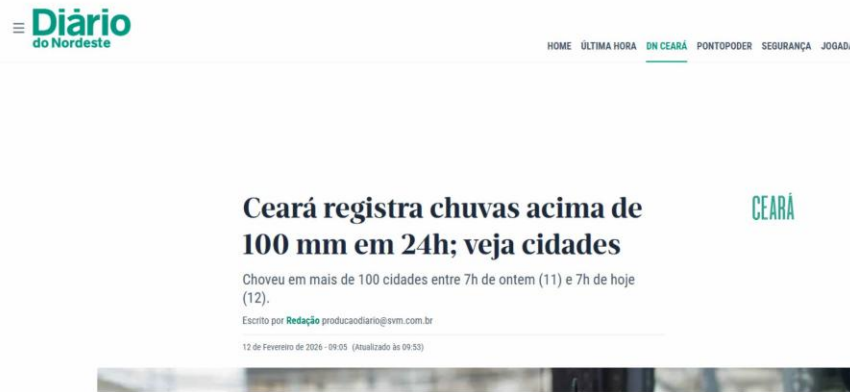 Diário
do Nordeste
HOME ÚLTIMA HORA DN CEARÁ PONTOPODER SEGURANÇA JOGADA
CEARÁ
Ceará registra chuvas acima de
100 mm em 24h; veja cidades
Choveu em mais de 100 cidades entre 7h de ontem (11) e 7h de hoje
(12).
Escrito por Redação producaodiario@svm.com.br
12 de Fevereiro de 2026 - 09:05 (Atualizado às 09:53)